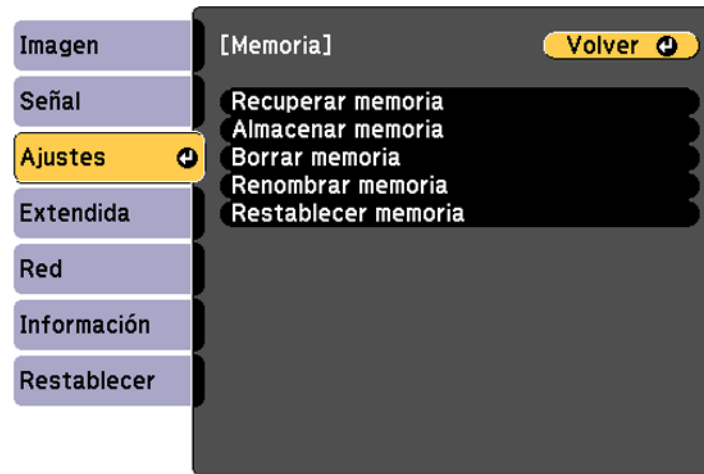 Imagen
Señal
Ajustes
Extendida
Red
Información
Restablecer
[Memoria]
Volver
Recuperar memoria
Almacenar memoria
Borrar memoria
Renombrar memoria
Restablecer memoria